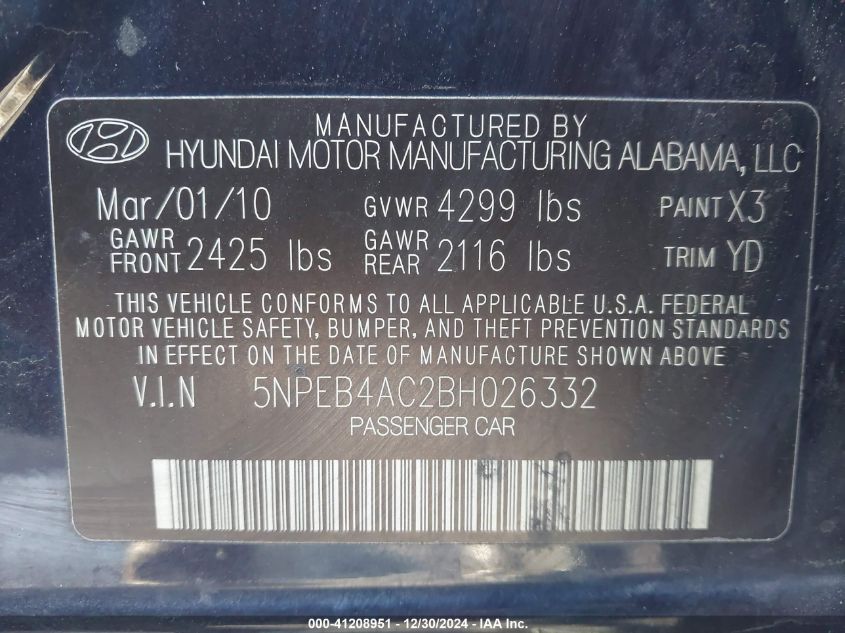 MANUFACTURED BY
HYUNDAI MOTOR MANUFACTURING ALABAMA, LLC
Mar/01/10 GVWR 4299 lbs PAINT X3
GAWR FRONT 2425 lbs GAWR REAR 2116 lbs TRIM YD
THIS VEHICLE CONFORMS TO ALL APPLICABLE U.S.A. FEDERAL
MOTOR VEHICLE SAFETY, BUMPER, AND THEFT PREVENTION STANDARDS
IN EFFECT ON THE DATE OF MANUFACTURE SHOWN ABOVE
V.I.N 5NPEB4AC2BH026332
PASSENGER CAR
000-41208951 - 12/30/2024 - IAA Inc.